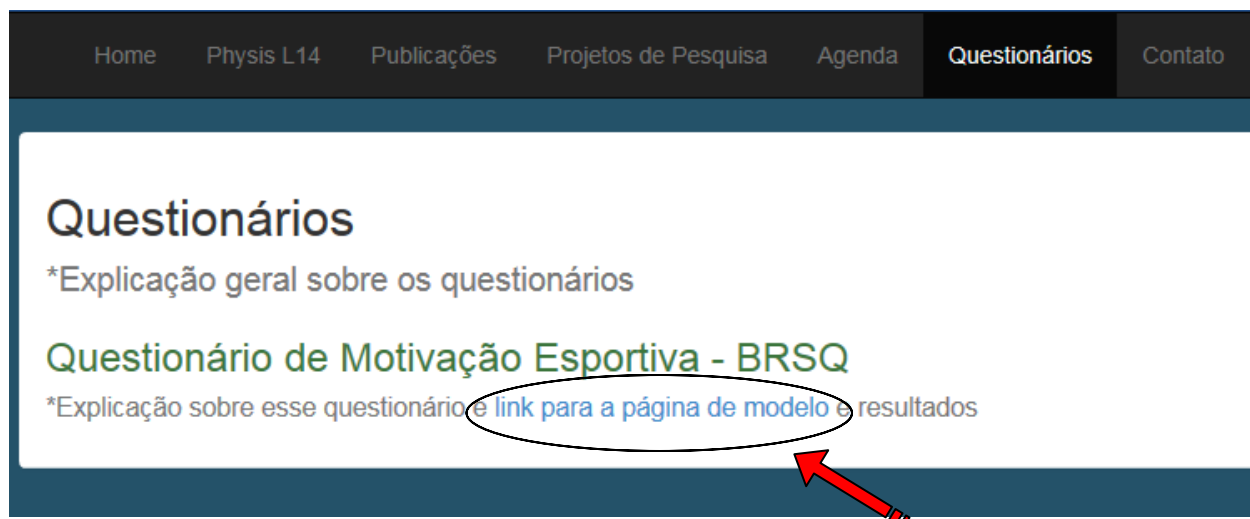 Home Physis L14 Publicações Projetos de Pesquisa Agenda Questionários Contato
Questionários
*Explicação geral sobre os questionários
Questionário de Motivação Esportiva - BRSQ
*Explicação sobre esse questionário e link para a página de modelo e resultados